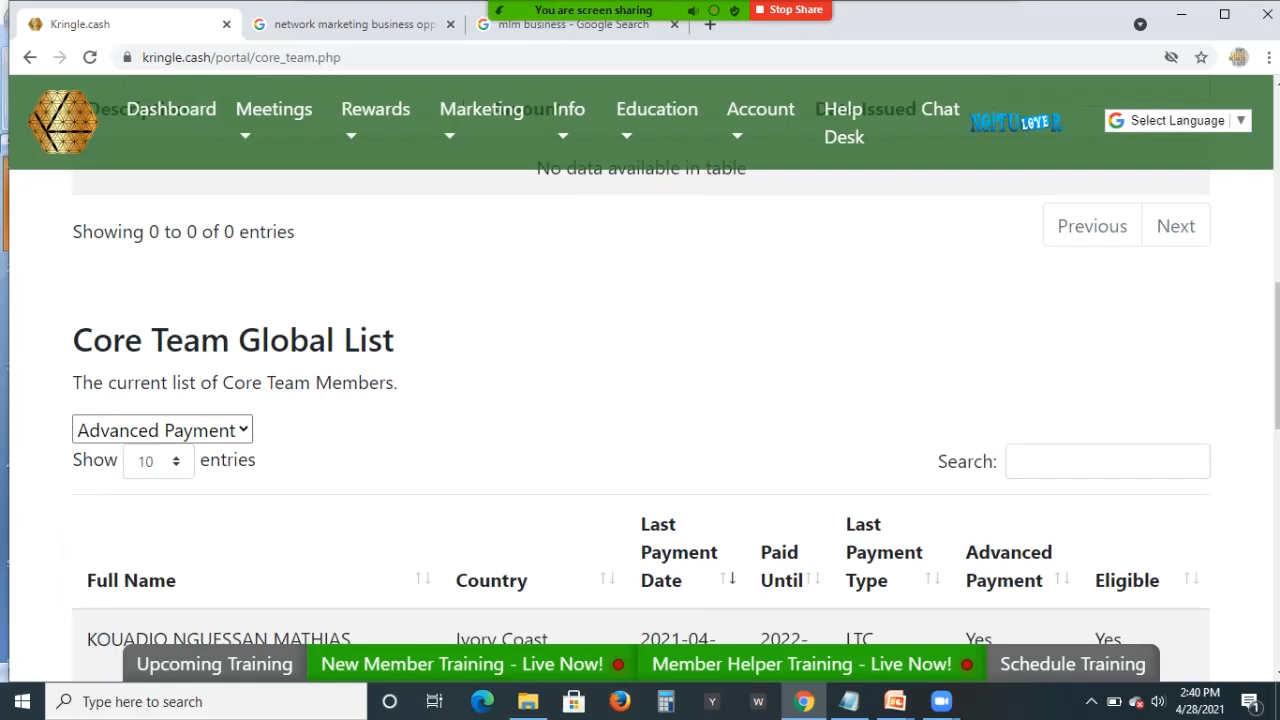 You are screen sharing
Stop Share
Kringle.cash
network marketing business opp
mlm business - Google Search
kringle.cash/portal/core_team.php
Dashboard
Meetings
Rewards
Marketing
Info
Education
Account
Help Desk
Chat
Select Language
Issued
No data available in table
Showing 0 to 0 of 0 entries
Previous
Next
Core Team Global List
The current list of Core Team Members.
Advanced Payment
Show 10 entries
Search:
Full Name
Country
Last Payment Date
Paid Until
Last Payment Type
Advanced Payment
Eligible
KOUADIO NGUESSAN MATHIAS
Ivory Coast
2021-04-
2022-
LTC
Yes
Yes
Upcoming Training
New Member Training - Live Now!
Member Helper Training - Live Now!
Schedule Training
Type here to search
2:40 PM
4/28/2021